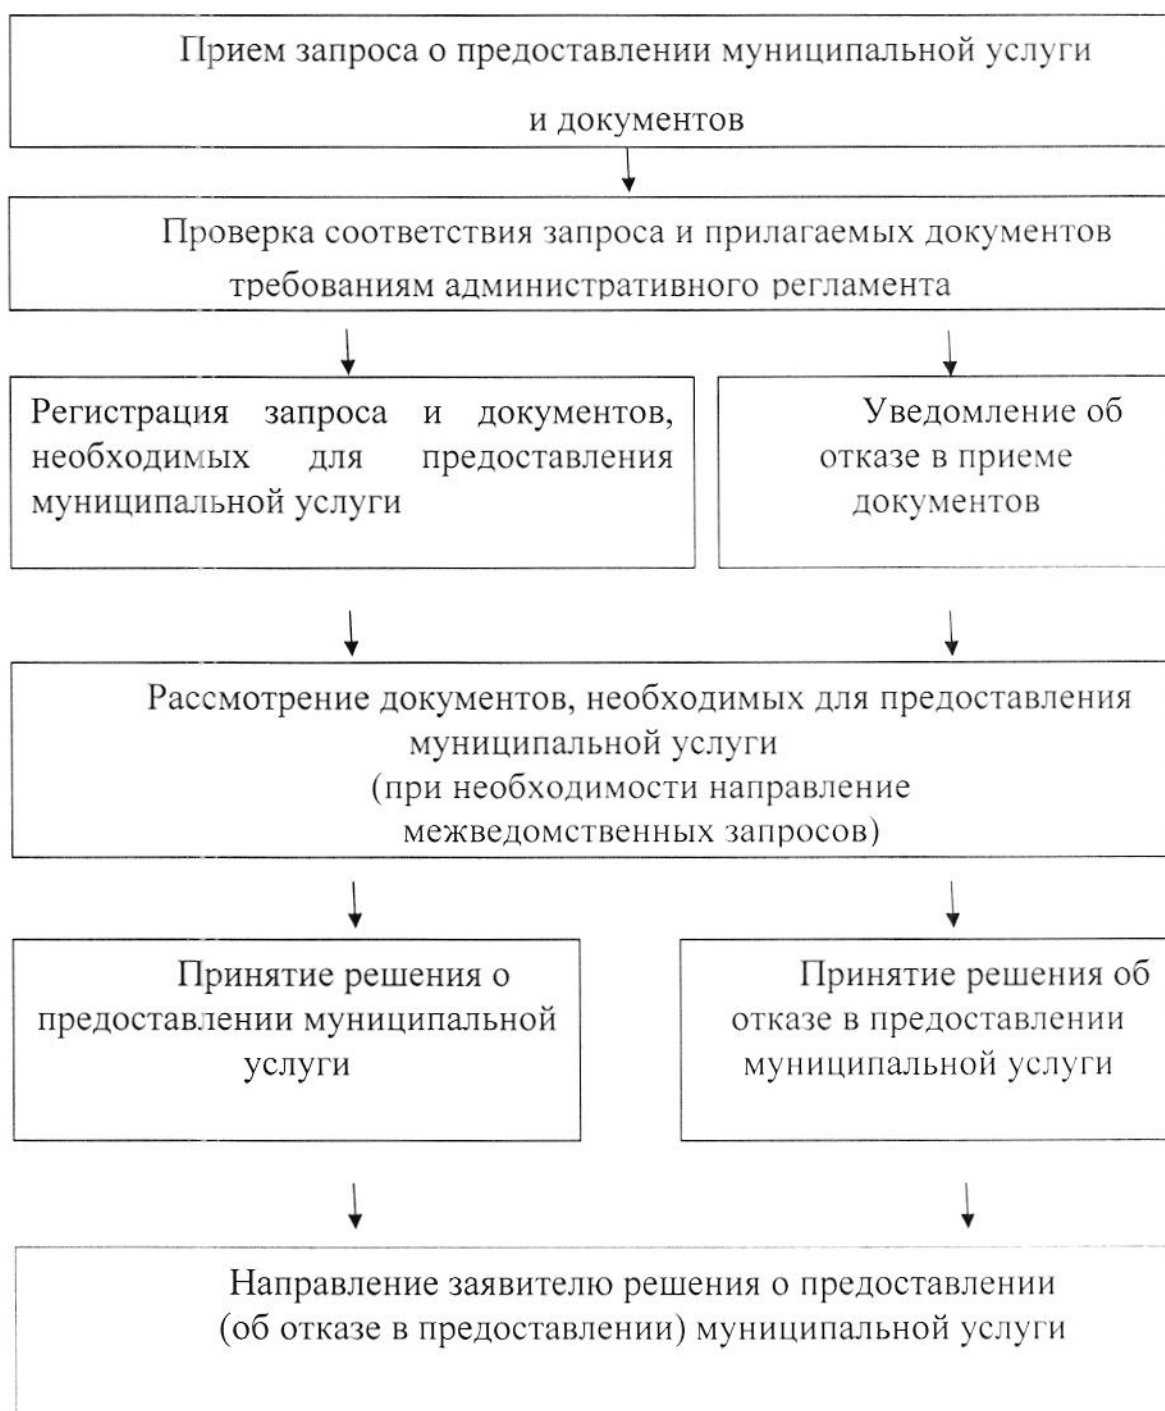 Прием запроса о предоставлении муниципальной услуги
и документов
Проверка соответствия запроса и прилагаемых документов
требованиям административного регламента
Регистрация запроса и документов,
необходимых для предоставления
муниципальной услуги
Уведомление об
отказе в приеме
документов
Рассмотрение документов, необходимых для предоставления
муниципальной услуги
(при необходимости направление
межведомственных запросов)
Принятие решения о
предоставлении муниципальной
услуги
Принятие решения об
отказе в предоставлении
муниципальной услуги
Направление заявителю решения о предоставлении
(об отказе в предоставлении) муниципальной услуги